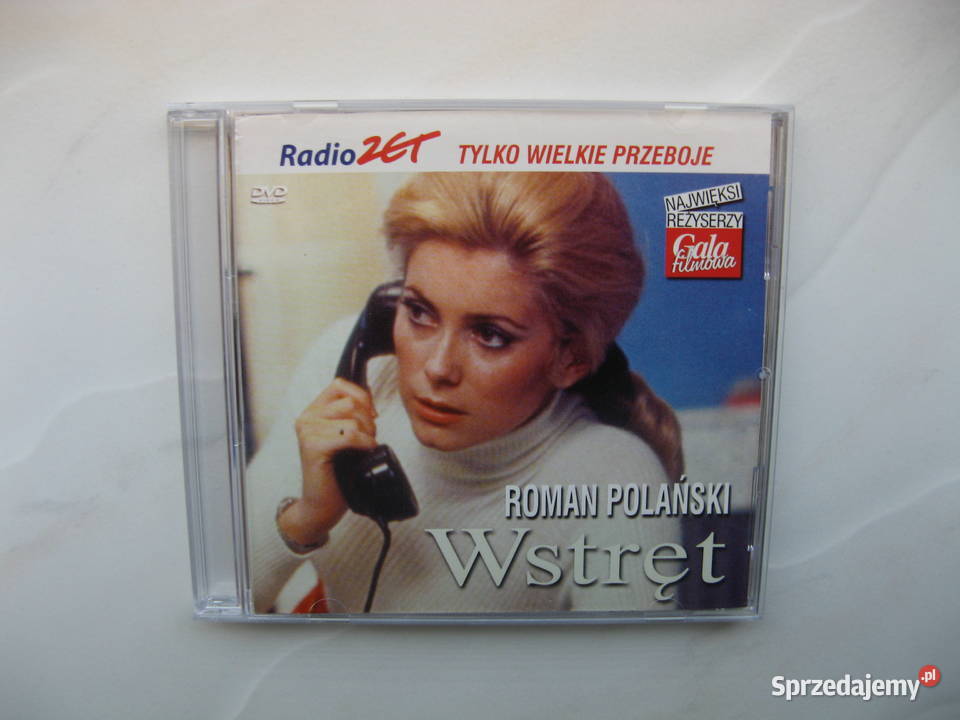 Radio ZET TYLKO WIELKIE PRZEBOJE
DVD
NAJWIĘKSI
REŻYSERZY
Gala
filmowa
ROMAN POLAŃSKI
Wstręt
Sprzedajemy.pl